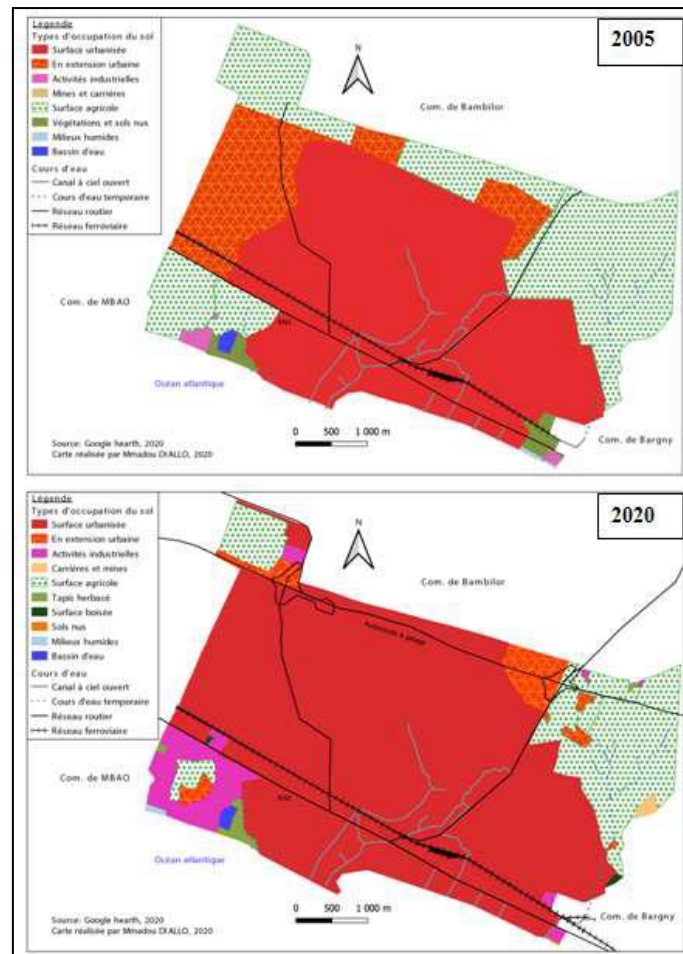 Légende
Types d'occupation du sol
Surface urbanisée
En extension urbaine
Activités industrielles
Mines et carrières
Surface agricole
Végétations et sols nus
Milieux humides
Bassin d'eau
Cours d'eau
Canal à ciel ouvert
Cours d'eau temporaire
Réseau routier
Réseau ferroviaire
2005
N
Com. de Bambilor
Com. de MBAO
RN1
Océan atlantique
Com. de Bargny
0 500 1 000 m
Source: Google hearth, 2020
Carte réalisée par Mmadou DIALLO, 2020
Légende
Types d'occupation du sol
Surface urbanisée
En extension urbaine
Activités industrielles
Carrières et mines
Surface agricole
Tapis herbasé
Surface boisée
Sols nus
Milieux humides
Bassin d'eau
Cours d'eau
Canal à ciel ouvert
Cours d'eau temporaire
Réseau routier
Réseau ferroviaire
2020
N
Com. de Bambilor
Autoroute à péage
Com. de MBAO
RN1
Océan atlantique
Com. de Bargny
0 500 1 000 m
Source: Google hearth, 2020
Carte réalisée par Mmadou DIALLO, 2020